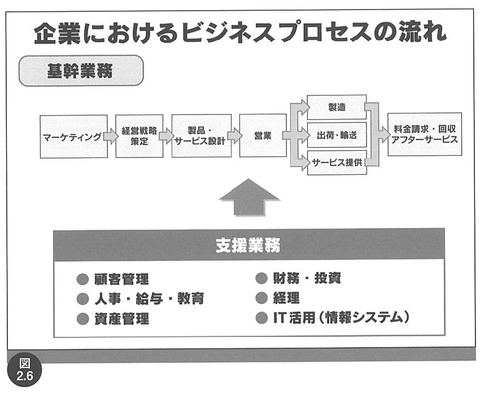 企業におけるビジネスプロセスの流れ
基幹業務
マーケティング
経営戦略
策定
製品・
サービス設計
営業
製造
出荷・輸送
サービス提供
料金請求・回収
アフターサービス
支援業務
●顧客管理
●人事・給与・教育
●資産管理
●財務・投資
●経理
●IT活用(情報システム)
図
2.6